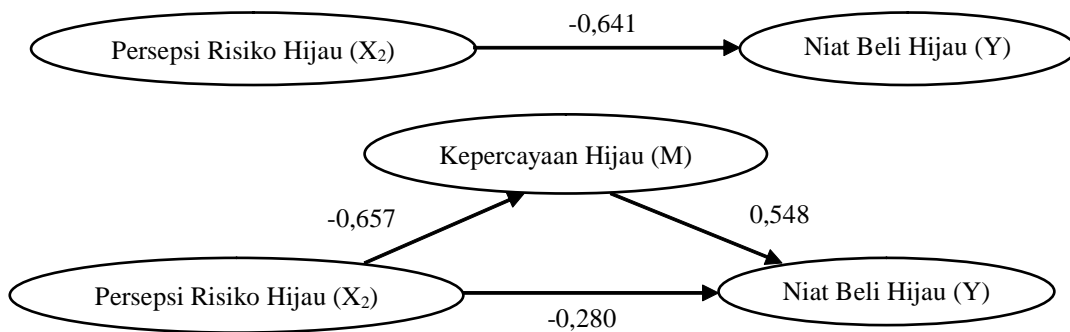 -0,641
Persepsi Risiko Hijau (X₂)
Niat Beli Hijau (Y)
Kepercayaan Hijau (M)
-0,657
0,548
Persepsi Risiko Hijau (X₂)
Niat Beli Hijau (Y)
-0,280